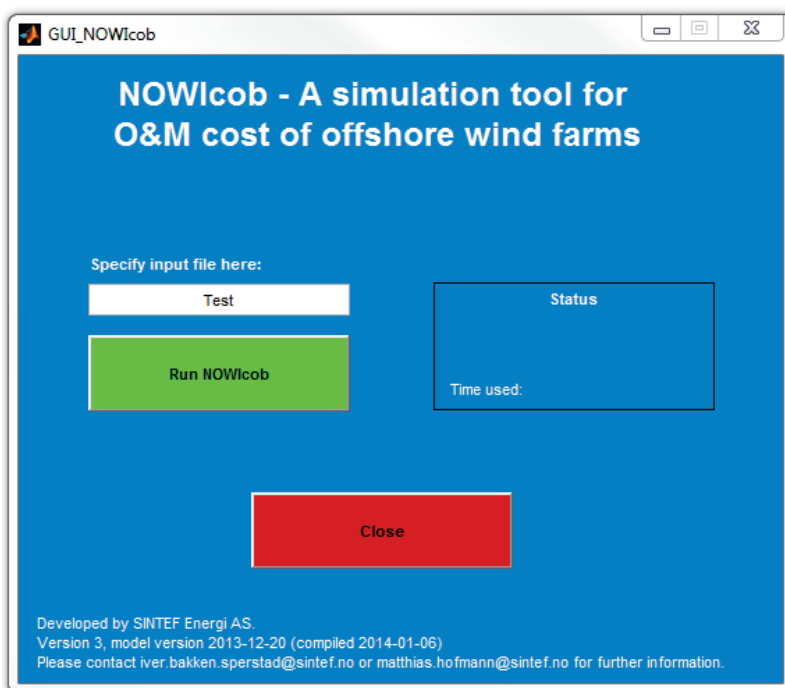 GUI_NOWIcob
NOWIcob - A simulation tool for
O&M cost of offshore wind farms
Specify input file here:
Test
Run NOWIcob
Status
Time used:
Close
Developed by SINTEF Energi AS.
Version 3, model version 2013-12-20 (compiled 2014-01-06)
Please contact iver.bakken.sperstad@sintef.no or matthias.hofmann@sintef.no for further information.